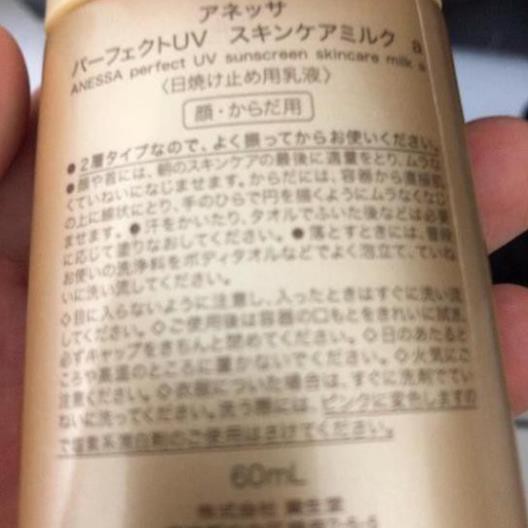 アネッサ
パーフェクトUV スキンケアミルク a
ANESSA perfect UV sunscreen skincare milk a
〈日焼け止め用乳液〉
顔・からだ用
●2層タイプなので、よく振ってからお使いください。
●顔や首には、朝のスキンケアの最後に適量をとり、ムラな
くていねいになじませます。からだには、容器から直接肌
の上に線状にとり、手のひらで円を描くようにムラなくなじ
ませます。●汗をかいたり、タオルでふいた後などは必要
に応じて塗りなおしてください。●落とすときには、普段
お使いの洗浄料をボディタオルなどでよく泡立て、ていね
いに洗い流してください。
◇目に入らないように注意し、入ったときはすぐに洗い流
してください。◇ご使用後は容器の口もとをきれいに拭き、
必ずキャップをきちんと閉めてください。◇日のあたると
ころや高温のところに置かないでください。◇火気にご
注意ください。◇衣服についた場合は、すぐに洗剤でてい
ねいに洗ってください。洗う際には、ピンクに変色しますの
で塩素系漂白剤のご使用はさけてください。
60mL
株式会社 資生堂